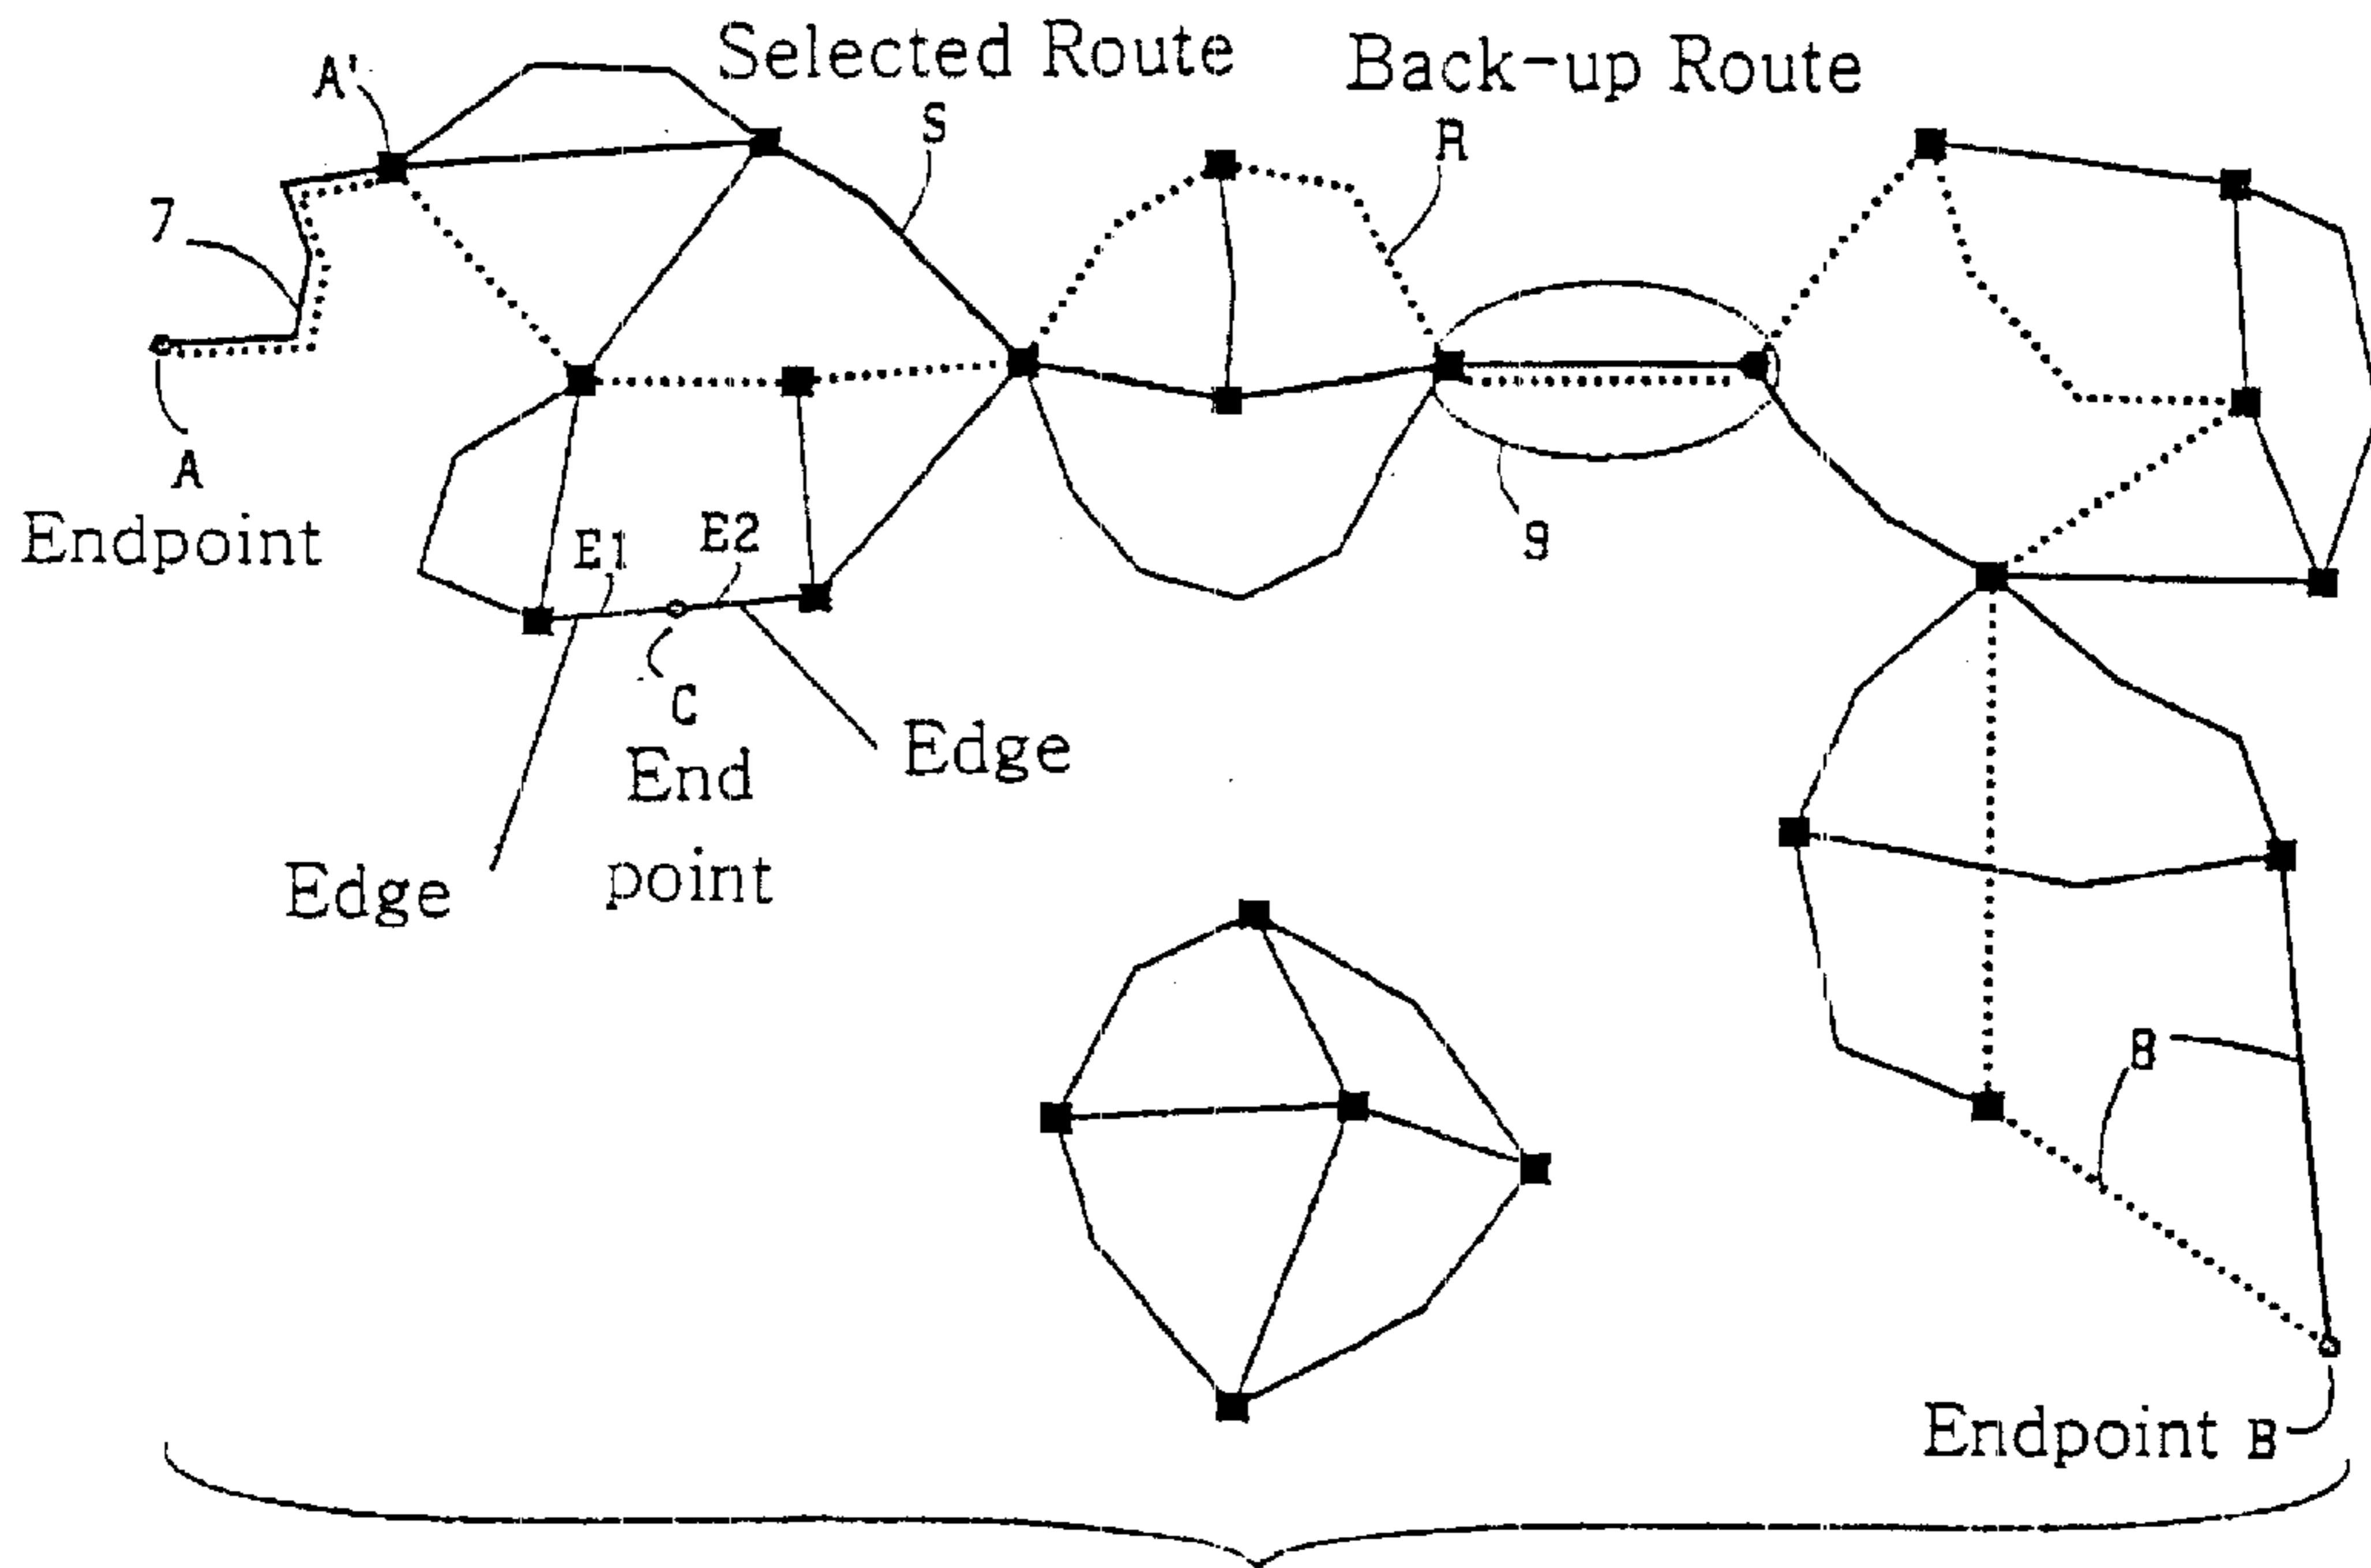 Selected Route
Back-up Route
A'
S
R
7
A
Endpoint
E1
E2
9
C
End
point
Edge
Edge
8
Endpoint B